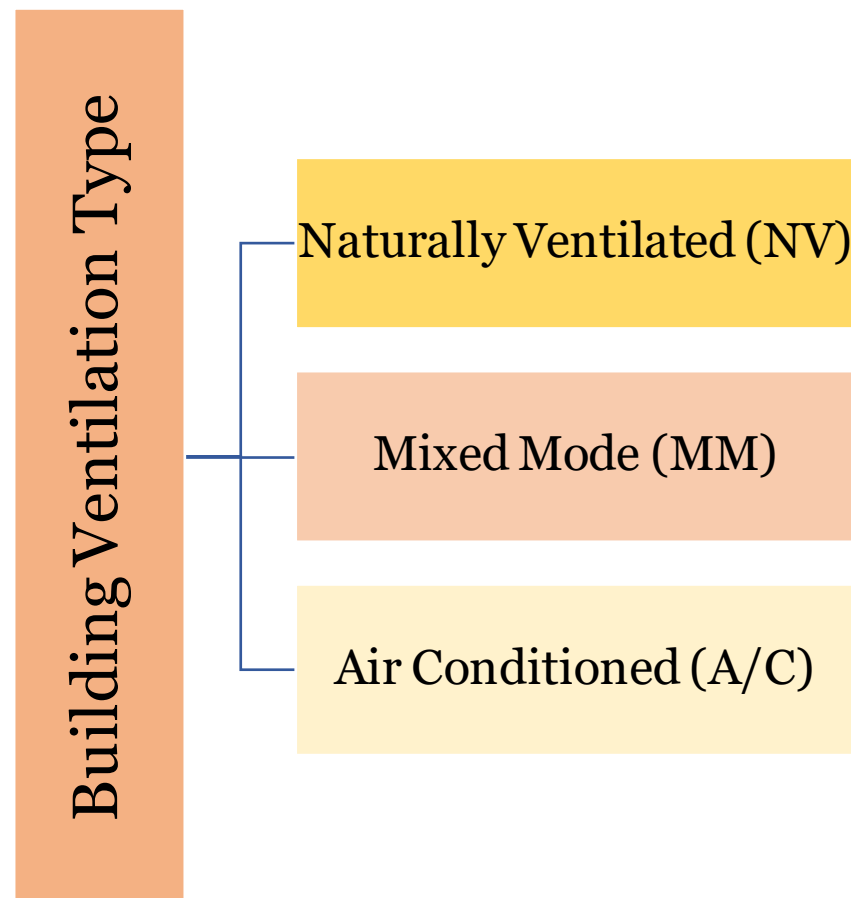 Building Ventilation Type
Naturally Ventilated (NV)
Mixed Mode (MM)
Air Conditioned (A/C)